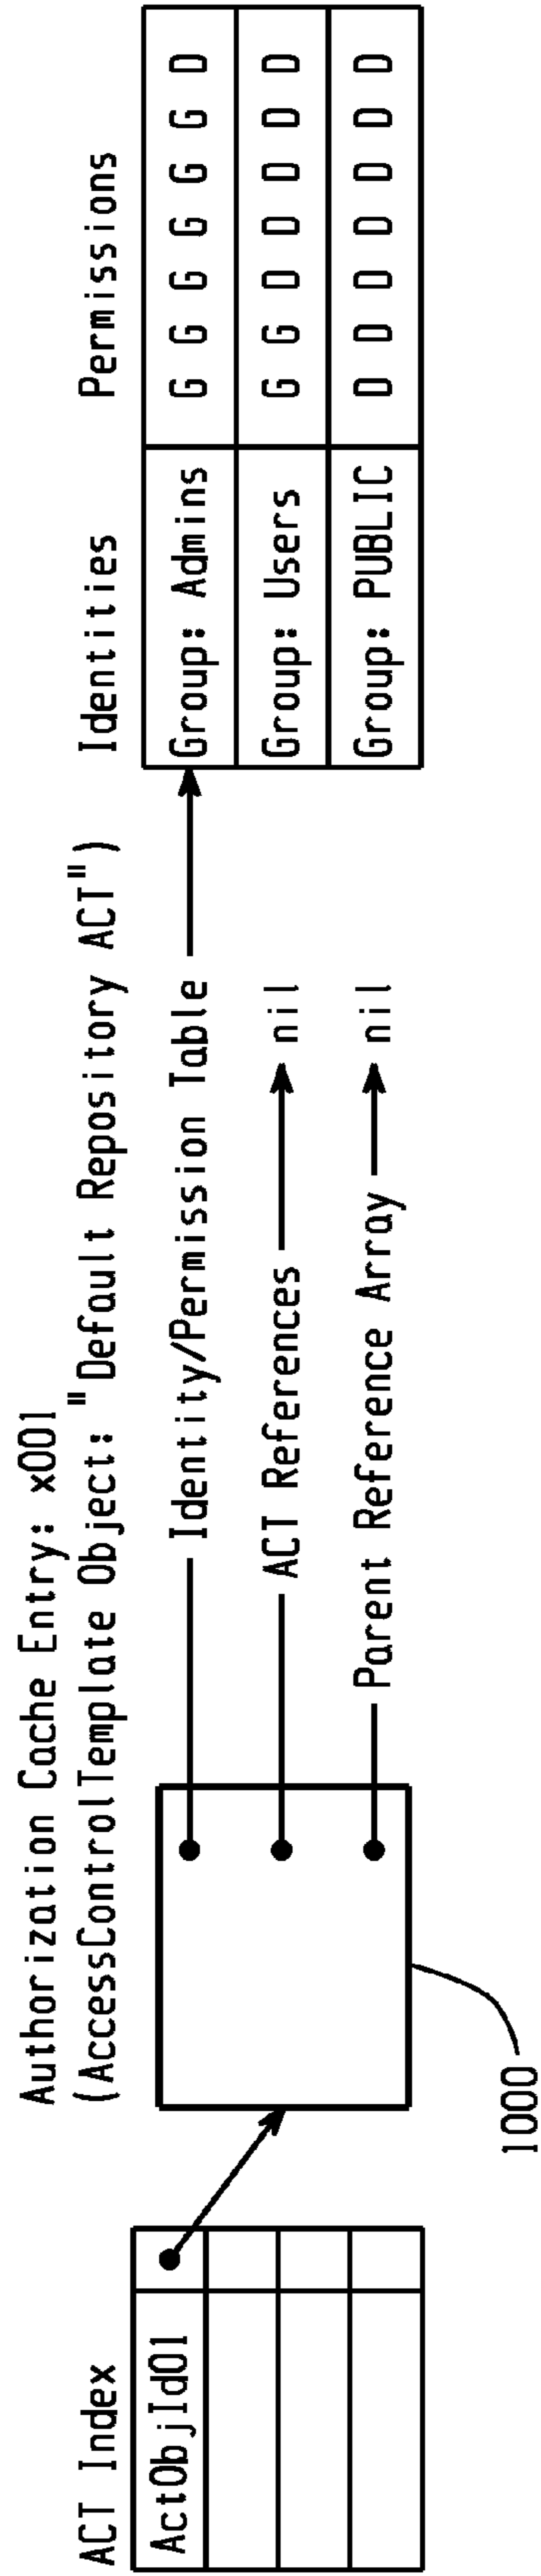 Authorization Cache Entry: x001
(AccessControlTemplate Object: "Default Repository ACT")
ACT Index
ActObjId01
1000
Identity/Permission Table
ACT References
nil
Parent Reference Array
nil
Identities Permissions
Group: Admins G G G G G G D
Group: Users G G D D D D D
Group: PUBLIC D D D D D D D